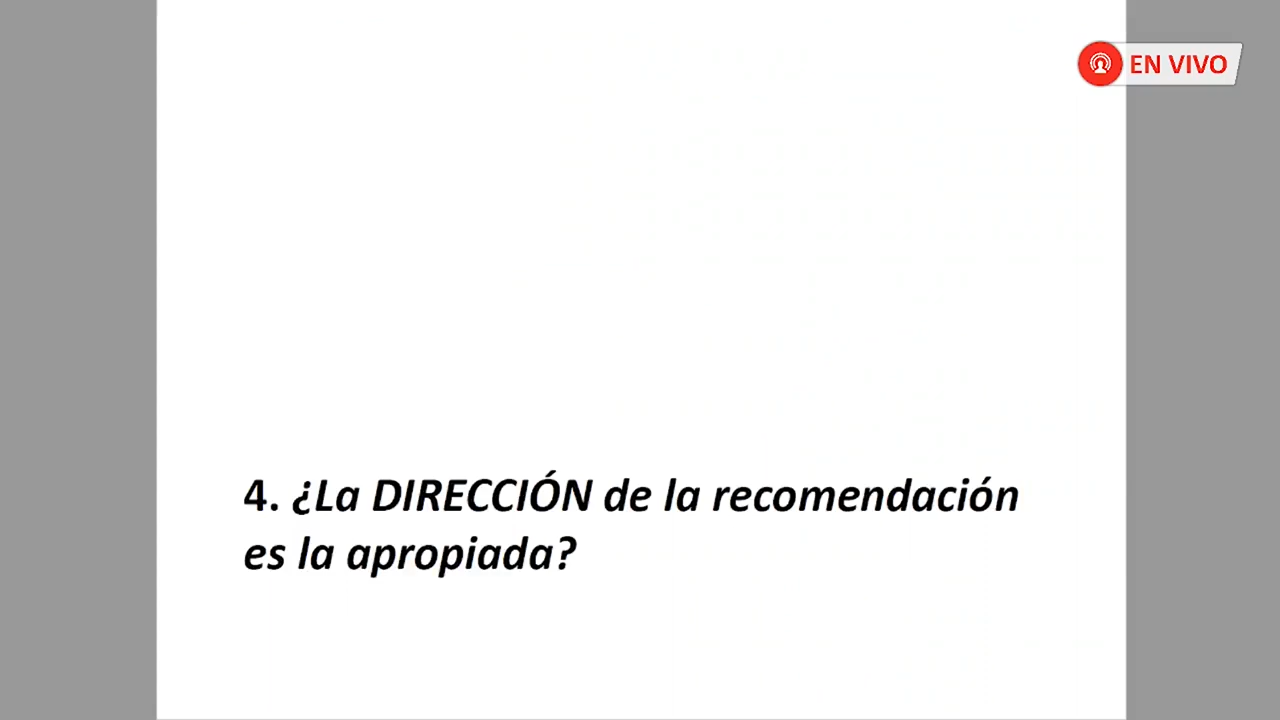 EN VIVO
4. ¿La DIRECCIÓN de la recomendación
es la apropiada?